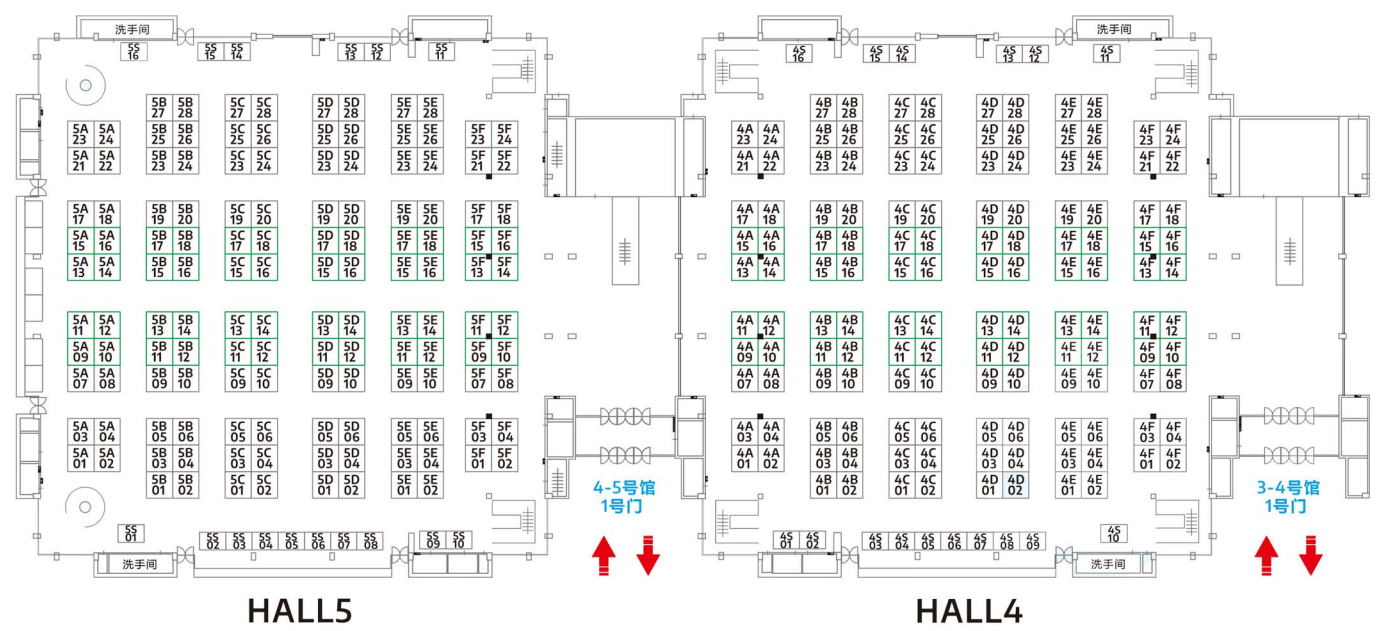 洗手间
5S 5S 5S 5S 5S 5S
16 15 14 13 12 11
5B 5B 5C 5C 5D 5D 5E 5E
27 28 27 28 27 28 27 28
5A 5A 5B 5B 5C 5C 5D 5D 5E 5E 5F 5F
23 24 25 26 25 26 25 26 25 26 23 24
5A 5A 5B 5B 5C 5C 5D 5D 5E 5E 5F 5F
21 22 23 24 23 24 23 24 23 24 21 22
5A 5A 5B 5B 5C 5C 5D 5D 5E 5E 5F 5F
17 18 19 20 19 20 19 20 19 20 17 18
5A 5A 5B 5B 5C 5C 5D 5D 5E 5E 5F 5F
15 16 17 18 17 18 17 18 17 18 15 16
5A 5A 5B 5B 5C 5C 5D 5D 5E 5E 5F 5F
13 14 15 16 15 16 15 16 15 16 13 14
5A 5A 5B 5B 5C 5C 5D 5D 5E 5E 5F 5F
11 12 13 14 13 14 13 14 13 14 11 12
5A 5A 5B 5B 5C 5C 5D 5D 5E 5E 5F 5F
09 10 11 12 11 12 11 12 11 12 09 10
5A 5A 5B 5B 5C 5C 5D 5D 5E 5E 5F 5F
07 08 09 10 09 10 09 10 09 10 07 08
5A 5A 5B 5B 5C 5C 5D 5D 5E 5E 5F 5F
03 04 05 06 05 06 05 06 05 06 03 04
5A 5A 5B 5B 5C 5C 5D 5D 5E 5E 5F 5F
01 02 03 04 03 04 03 04 03 04 01 02
5B 5B 5C 5C 5D 5D 5E 5E
01 02 01 02 01 02 01 02
5S 5S 5S 5S 5S 5S 5S 5S 5S 5S
01 02 03 04 05 06 07 08 09 10
洗手间
4-5号馆
1号门
HALL5
洗手间
4S 4S 4S 4S 4S 4S
16 15 14 13 12 11
4B 4B 4C 4C 4D 4D 4E 4E
27 28 27 28 27 28 27 28
4A 4A 4B 4B 4C 4C 4D 4D 4E 4E 4F 4F
23 24 25 26 25 26 25 26 25 26 23 24
4A 4A 4B 4B 4C 4C 4D 4D 4E 4E 4F 4F
21 22 23 24 23 24 23 24 23 24 21 22
4A 4A 4B 4B 4C 4C 4D 4D 4E 4E 4F 4F
17 18 19 20 19 20 19 20 19 20 17 18
4A 4A 4B 4B 4C 4C 4D 4D 4E 4E 4F 4F
15 16 17 18 17 18 17 18 17 18 15 16
4A 4A 4B 4B 4C 4C 4D 4D 4E 4E 4F 4F
13 14 15 16 15 16 15 16 15 16 13 14
4A 4A 4B 4B 4C 4C 4D 4D 4E 4E 4F 4F
11 12 13 14 13 14 13 14 13 14 11 12
4A 4A 4B 4B 4C 4C 4D 4D 4E 4E 4F 4F
09 10 11 12 11 12 11 12 11 12 09 10
4A 4A 4B 4B 4C 4C 4D 4D 4E 4E 4F 4F
07 08 09 10 09 10 09 10 09 10 07 08
4A 4A 4B 4B 4C 4C 4D 4D 4E 4E 4F 4F
03 04 05 06 05 06 05 06 05 06 03 04
4A 4A 4B 4B 4C 4C 4D 4D 4E 4E 4F 4F
01 02 03 04 03 04 03 04 03 04 01 02
4B 4B 4C 4C 4D 4D 4E 4E
01 02 01 02 01 02 01 02
4S 4S 4S 4S 4S 4S 4S 4S 4S 4S
01 02 03 04 05 06 07 08 09 10
洗手间
3-4号馆
1号门
HALL4